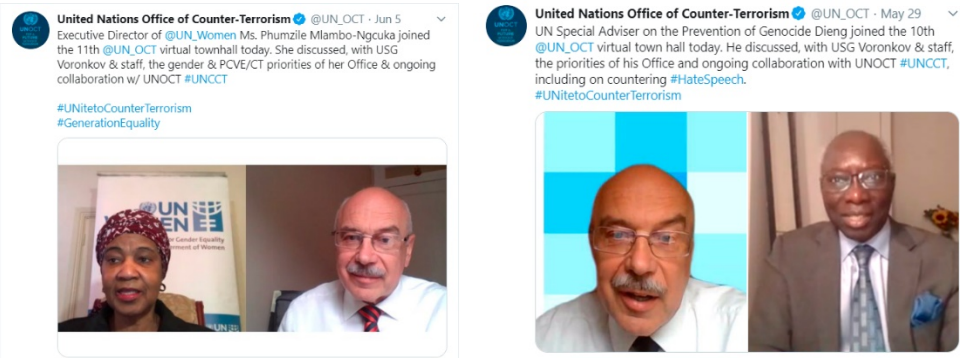 United Nations Office of Counter-Terrorism @UN_OCT · Jun 5
Executive Director of @UN_Women Ms. Phumzile Mlambo-Ngcuka joined
the 11th @UN_OCT virtual townhall today. She discussed, with USG
Voronkov & staff, the gender & PCVE/CT priorities of her Office & ongoing
collaboration w/ UNOCT #UNCCT
#UNitetoCounterTerrorism
#GenerationEquality
UN
WOMEN
for Gender Equality
erment of Women
UN
United Nations Office of Counter-Terrorism @UN_OCT · May 29
UN Special Adviser on the Prevention of Genocide Dieng joined the 10th
@UN_OCT virtual town hall today. He discussed, with USG Voronkov & staff,
the priorities of his Office and ongoing collaboration with UNOCT #UNCCT,
including on countering #HateSpeech.
#UNitetoCounterTerrorism